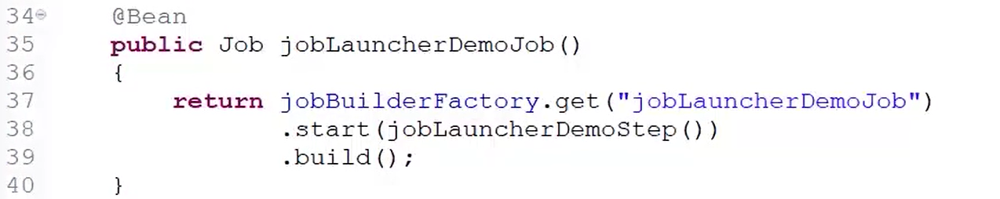 34 @Bean
35 public Job jobLauncherDemoJob()
36 {
37 return jobBuilderFactory.get("jobLauncherDemoJob")
38 .start(jobLauncherDemoStep())
39 .build();
40 }